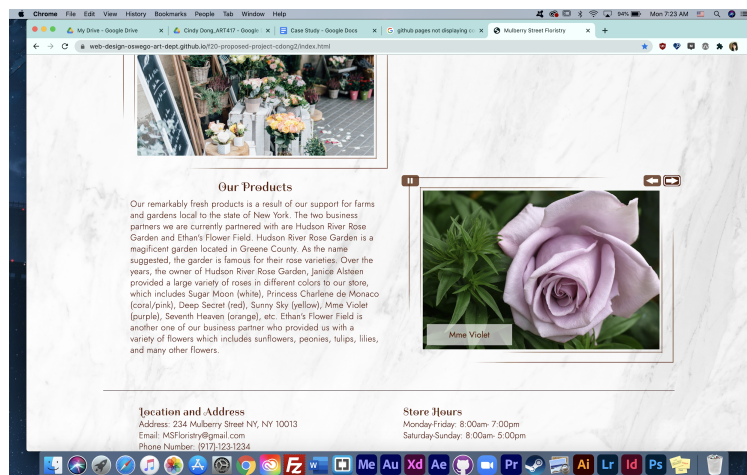 Chrome File Edit View History Bookmarks People Tab Window Help 94% Mon 7:23 AM
My Drive - Google Drive Cindy Dong_ART417 - Google Case Study - Google Docs github pages not displaying co Mulberry Street Floristry
web-design-oswego-art-dept.github.io/f20-proposed-project-cdong2/index.html
Our Products
Our remarkably fresh products is a result of our support for farms
and gardens local to the state of New York. The two business
partners we are currently partnered with are Hudson River Rose
Garden and Ethan's Flower Field. Hudson River Rose Garden is a
magificent garden located in Greene County. As the name
suggested, the garder is famous for their rose varieties. Over the
years, the owner of Hudson River Rose Garden, Janice Alsteen
provided a large variety of roses in different colors to our store,
which includes Sugar Moon (white), Princess Charlene de Monaco
(coral/pink), Deep Secret (red), Sunny Sky (yellow), Mme Violet
(purple), Seventh Heaven (orange), etc. Ethan's Flower Field is
another one of our business partner who provided us with a
variety of flowers which includes sunflowers, peonies, tulips, lilies,
and many other flowers.
Mme Violet
Location and Address
Address: 234 Mulberry Street NY, NY 10013
Email: MSFloristry@gmail.com
Phone Number: (917)-123-1234
Store Hours
Monday-Friday: 8:00am- 7:00pm
Saturday-Sunday: 8:00am- 5:00pm
Me Au Xd Ae Pr Ai Lr Id Ps